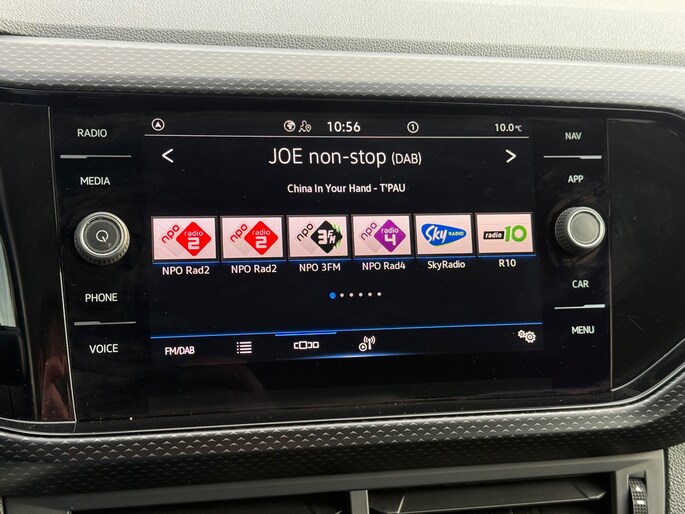 RADIO
MEDIA
PHONE
VOICE
10:56
1
10.0 °C
< JOE non-stop (DAB) >
China In Your Hand - T'PAU
npo radio 2
npo radio 2
npo 3FM
npo radio 4
Sky RADIO
radio 10
NPO Rad2
NPO Rad2
NPO 3FM
NPO Rad4
SkyRadio
R10
FM/DAB
NAV
APP
CAR
MENU